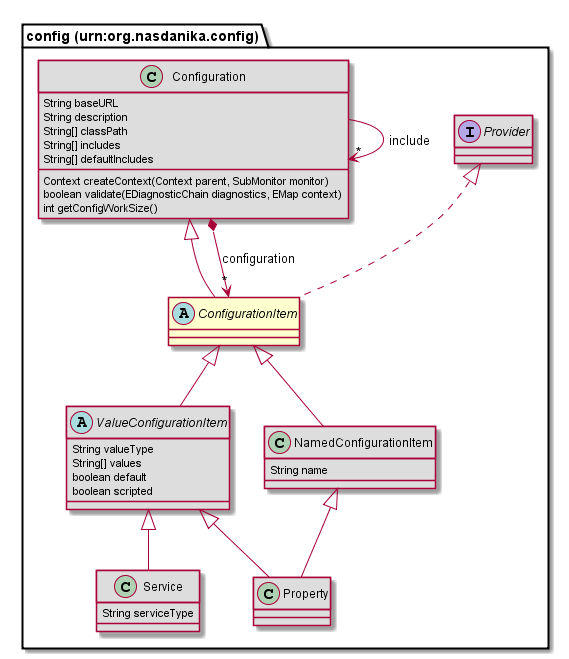 config (urn:org.nasdanika.config)
C Configuration
String baseURL
String description
String[] classPath
String[] includes
String[] defaultIncludes
Context createContext(Context parent, SubMonitor monitor)
boolean validate(EDiagnosticChain diagnostics, EMap context)
int getConfigWorkSize()
include
*
I Provider
configuration
*
A ConfigurationItem
A ValueConfigurationItem
String valueType
String[] values
boolean default
boolean scripted
C NamedConfigurationItem
String name
C Service
String serviceType
C Property